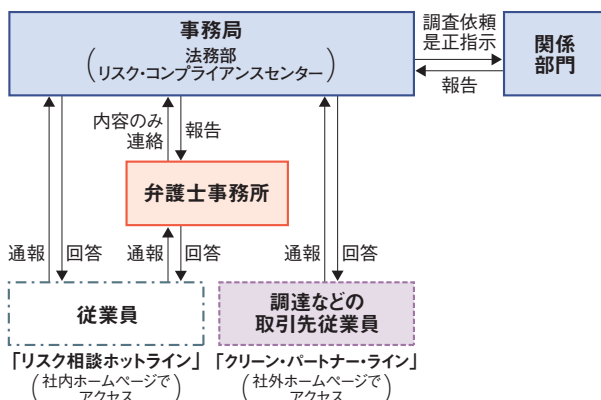 事務局
法務部
（リスク・コンプライアンスセンター）
調査依頼
是正指示
報告
関係
部門
内容のみ
連絡
報告
弁護士事務所
通報
回答
通報
回答
通報
回答
従業員
調達などの
取引先従業員
「リスク相談ホットライン」
（社内ホームページで
アクセス）
「クリーン・パートナー・ライン」
（社外ホームページで
アクセス）